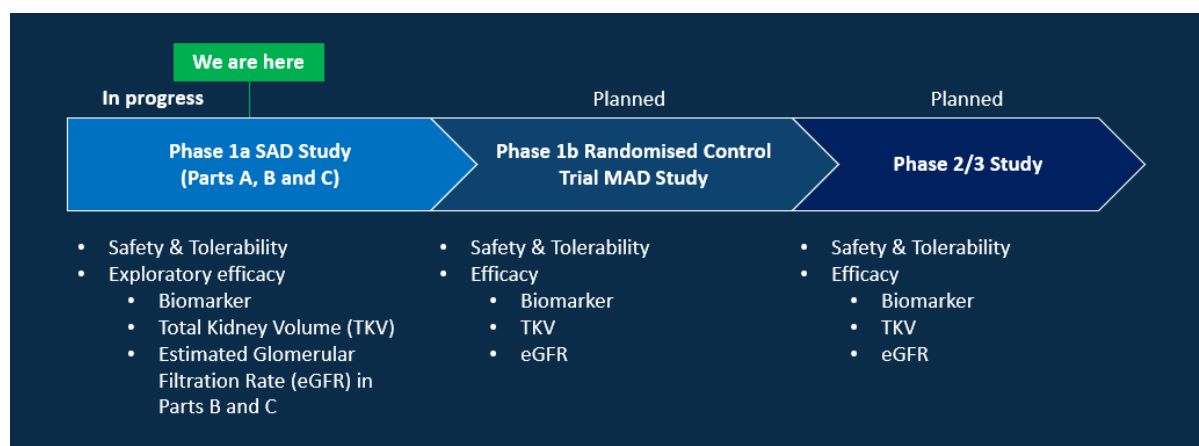 We are here
In progress
Planned
Planned
Phase 1a SAD Study
(Parts A, B and C)
Phase 1b Randomised Control
Trial MAD Study
Phase 2/3 Study
• Safety & Tolerability
• Exploratory efficacy
• Biomarker
• Total Kidney Volume (TKV)
• Estimated Glomerular
Filtration Rate (eGFR) in
Parts B and C
• Safety & Tolerability
• Efficacy
• Biomarker
• TKV
• eGFR
• Safety & Tolerability
• Efficacy
• Biomarker
• TKV
• eGFR